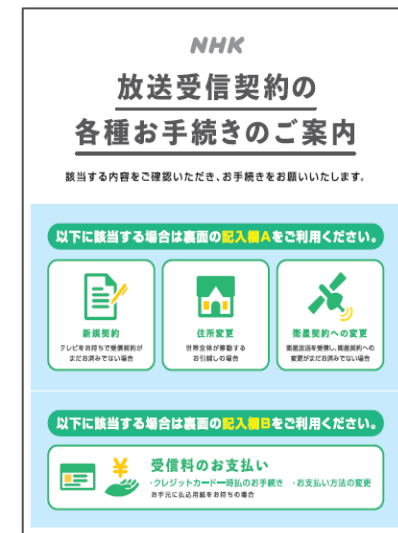 NHK
放送受信契約の
各種お手続きのご案内
該当する内容をご確認いただき、お手続きをお願いいたします。
以下に該当する場合は裏面の記入欄Aをご利用ください。
新規契約
テレビをお持ちで受信契約が
まだお済みでない場合
住所変更
世帯全体が移動する
お引越しの場合
衛星契約への変更
衛星放送を受信し、衛星契約への
変更がまだお済みでない場合
以下に該当する場合は裏面の記入欄Bをご利用ください。
¥
受信料のお支払い
・クレジットカード一時払のお手続き ・お支払い方法の変更
お手元に払込用紙をお持ちの場合